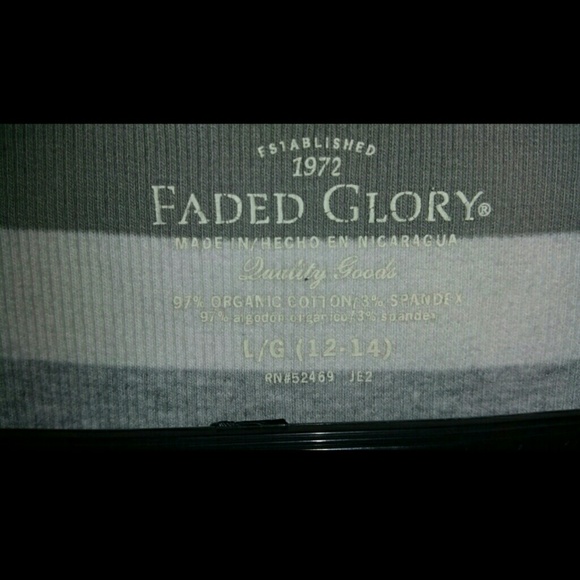 ESTABLISHED
1972
FADED GLORY®
MADE IN/HECHO EN NICARAGUA
Quality Goods
97% ORGANIC COTTON/3% SPANDEX
97% algodon organico/3% spandex
L/G (12-14)
RN#52469 JE2